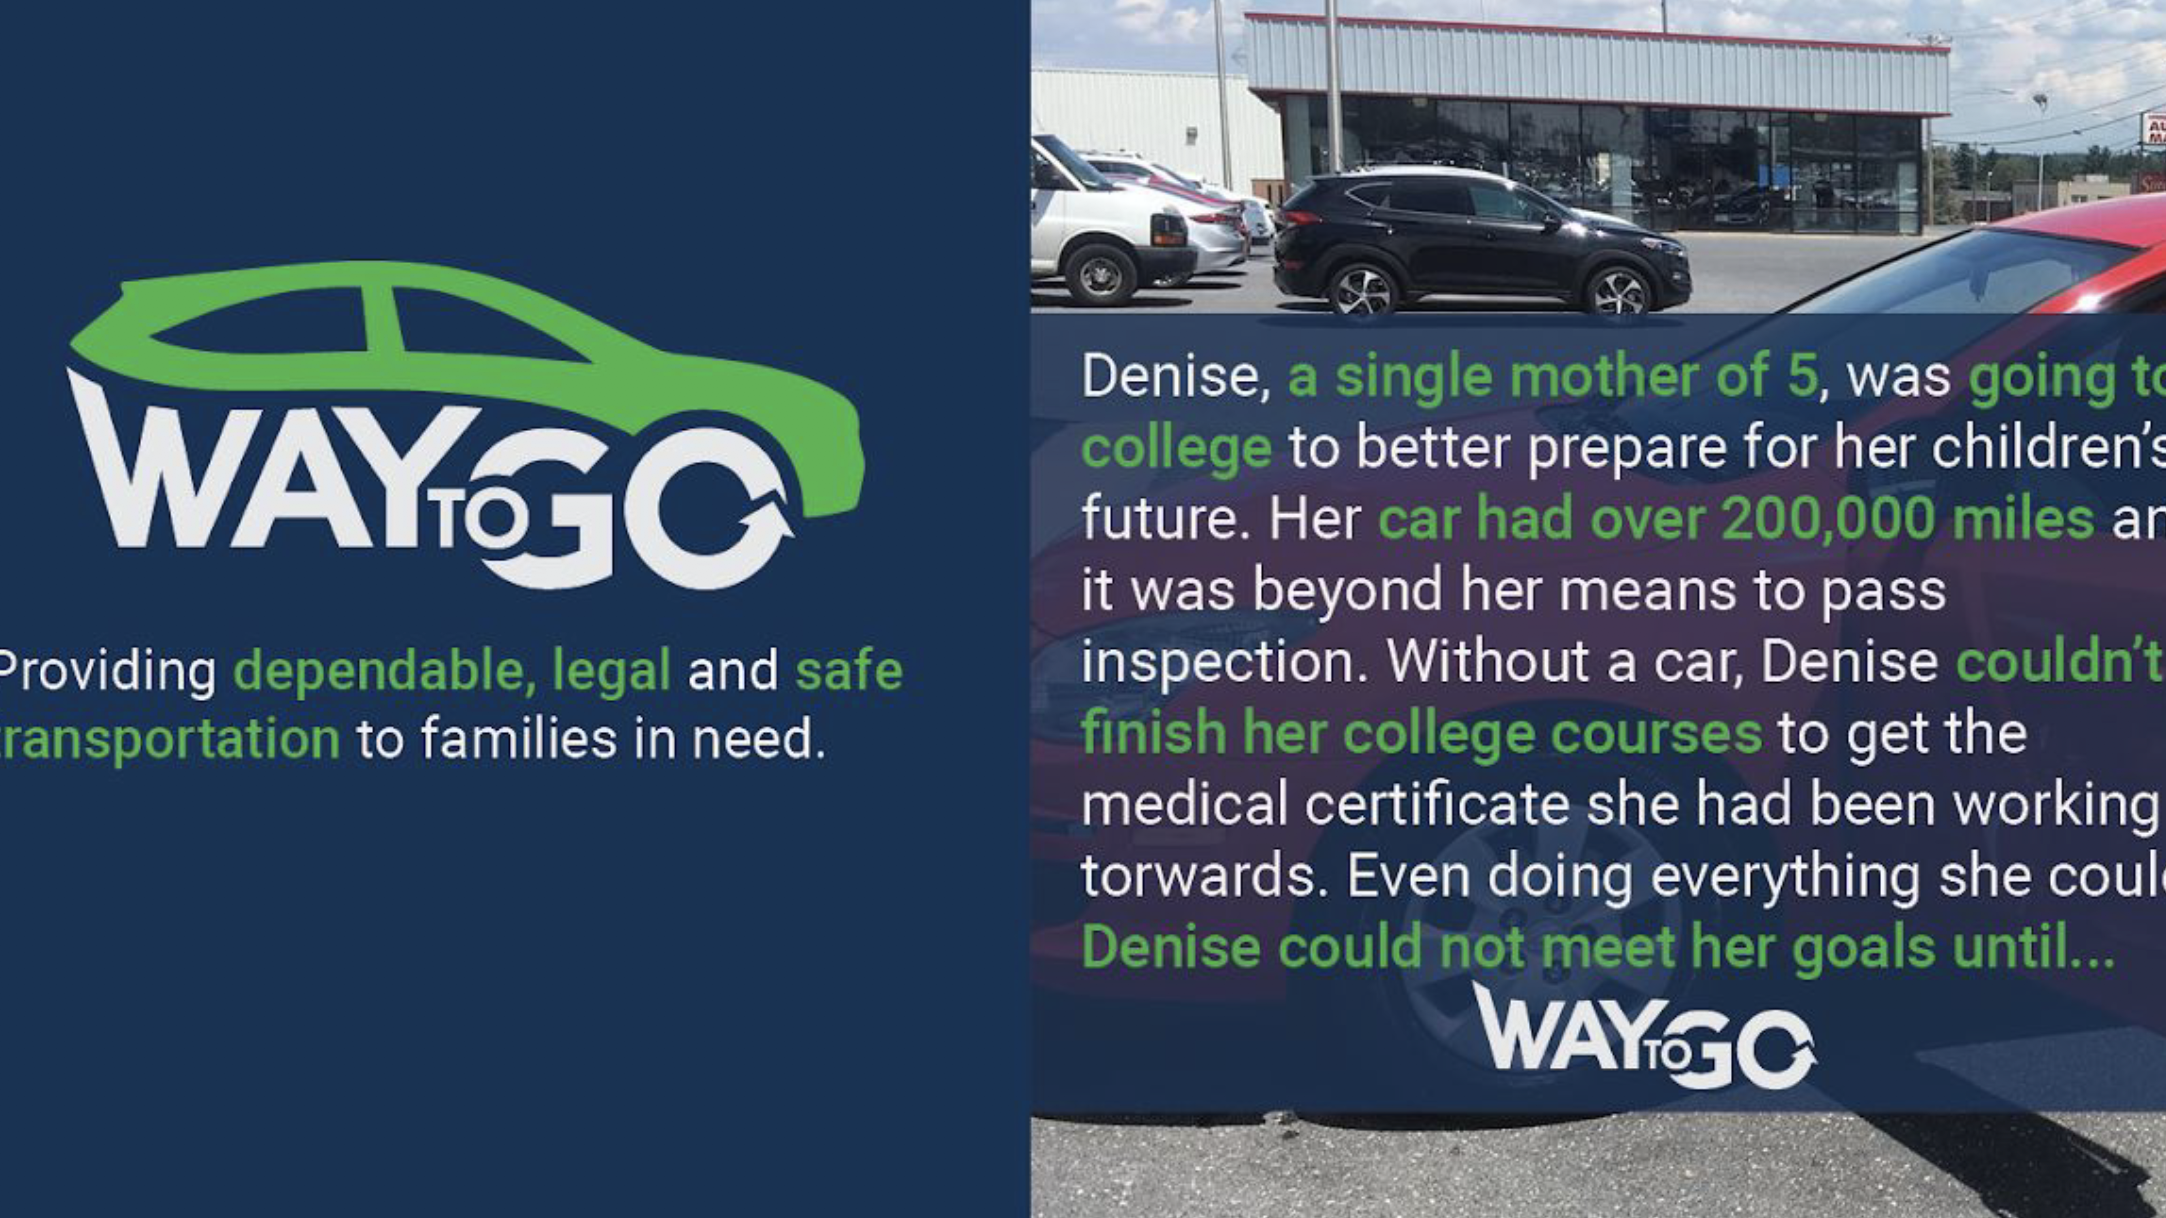 WAY TO GO
Providing dependable, legal and safe
transportation to families in need.
Denise, a single mother of 5, was going to
college to better prepare for her children's
future. Her car had over 200,000 miles an
it was beyond her means to pass
inspection. Without a car, Denise couldn't
finish her college courses to get the
medical certificate she had been working
torwards. Even doing everything she could
Denise could not meet her goals until...
WAY TO GO